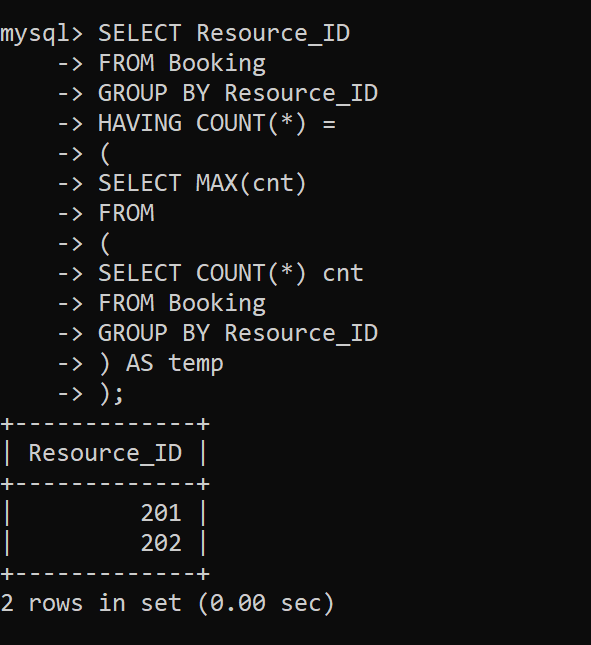 mysql> SELECT Resource_ID
    -> FROM Booking
    -> GROUP BY Resource_ID
    -> HAVING COUNT(*) =
    -> (
    -> SELECT MAX(cnt)
    -> FROM
    -> (
    -> SELECT COUNT(*) cnt
    -> FROM Booking
    -> GROUP BY Resource_ID
    -> ) AS temp
    -> );
+-------------+
| Resource_ID |
+-------------+
|         201 |
|         202 |
+-------------+
2 rows in set (0.00 sec)